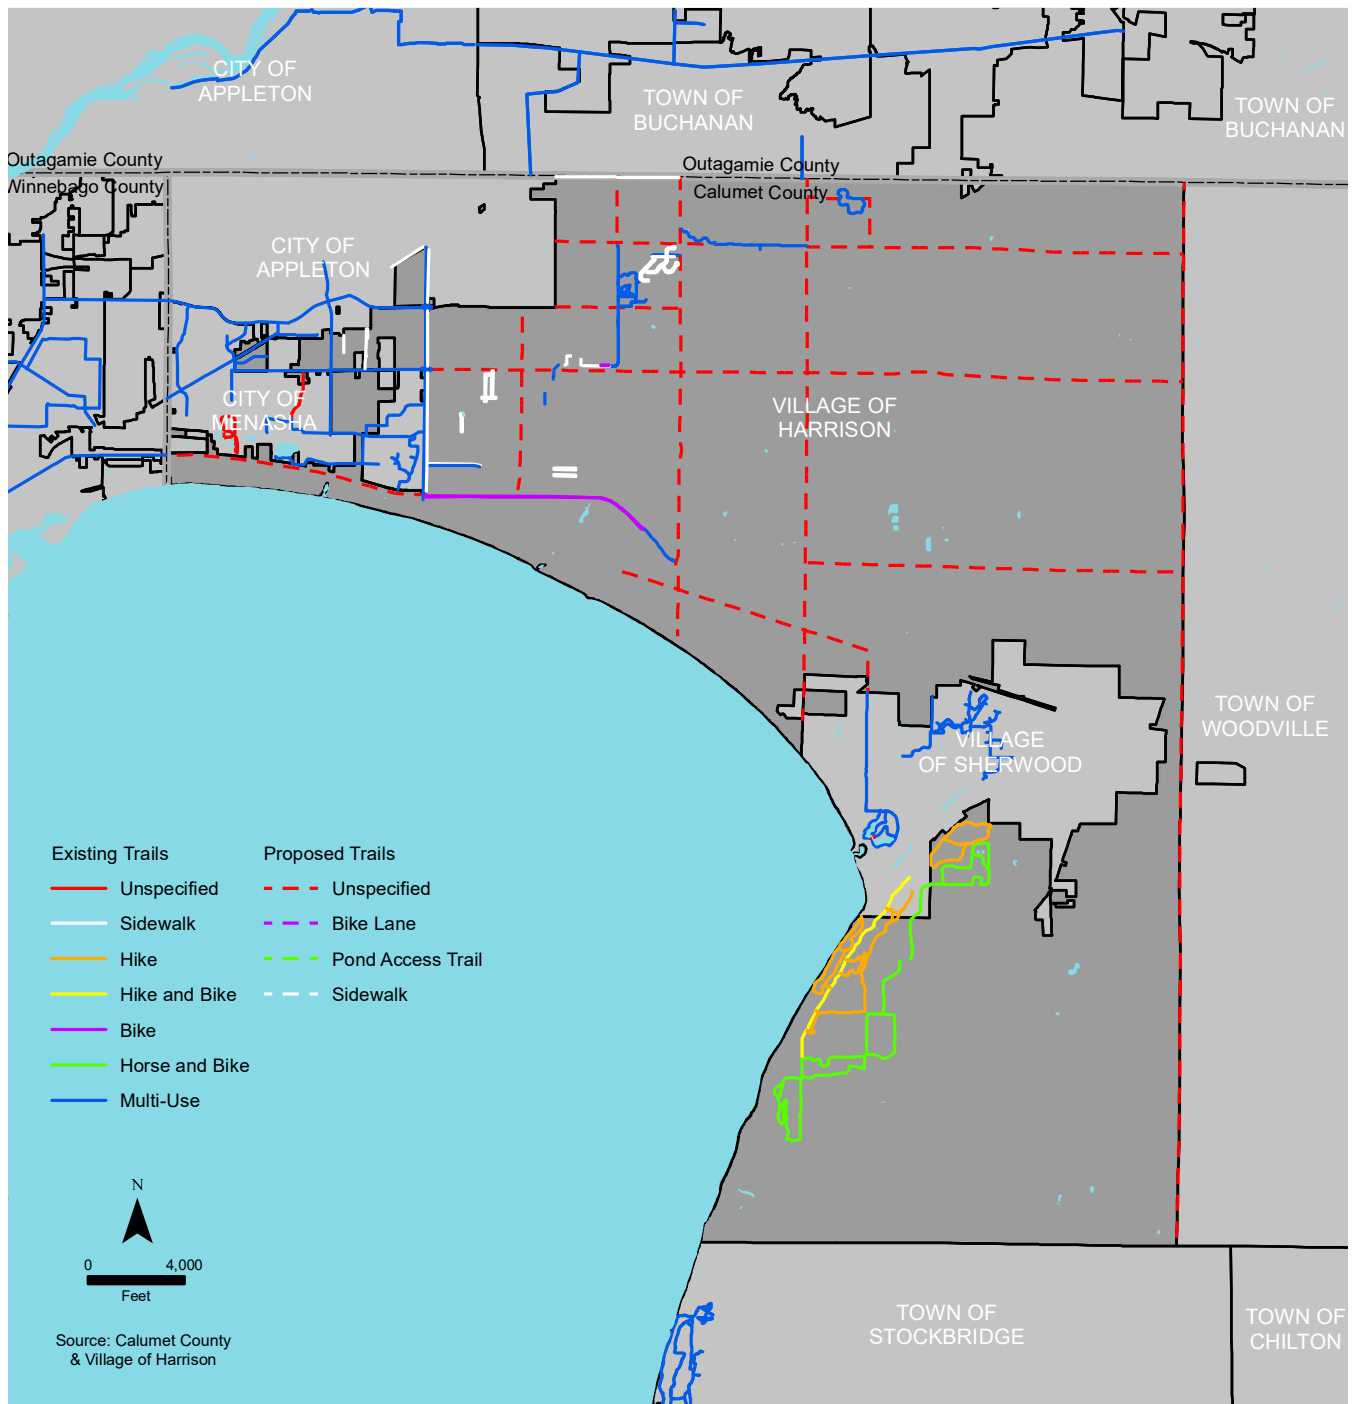 CITY OF
APPLETON
TOWN OF
BUCHANAN
TOWN OF
BUCHANAN
Outagamie County
Winnebago County
Outagamie County
Calumet County
CITY OF
APPLETON
CITY OF
MENASHA
VILLAGE OF
HARRISON
TOWN OF
WOODVILLE
VILLAGE
OF SHERWOOD
Existing Trails
Unspecified
Sidewalk
Hike
Hike and Bike
Bike
Horse and Bike
Multi-Use
Proposed Trails
Unspecified
Bike Lane
Pond Access Trail
Sidewalk
N
0 4,000
Feet
Source: Calumet County
& Village of Harrison
TOWN OF
STOCKBRIDGE
TOWN OF
CHILTON